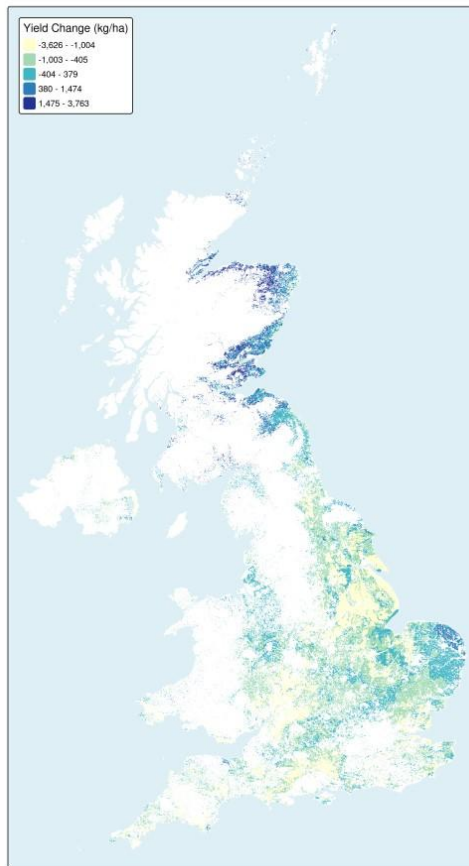 Yield Change (kg/ha)
-3,626 - -1,004
-1,003 - -405
-404 - 379
380 - 1,474
1,475 - 3,763